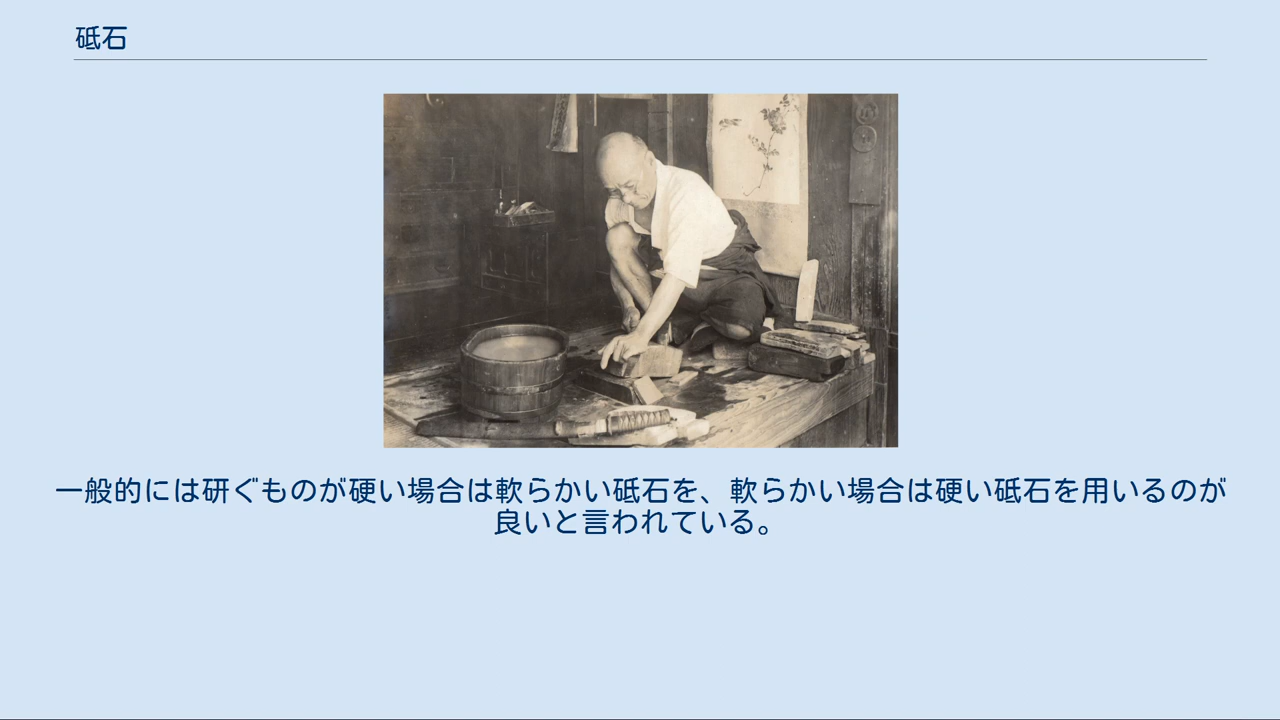 砥石
一般的には研ぐものが硬い場合は軟らかい砥石を、軟らかい場合は硬い砥石を用いるのが
良いと言われている。